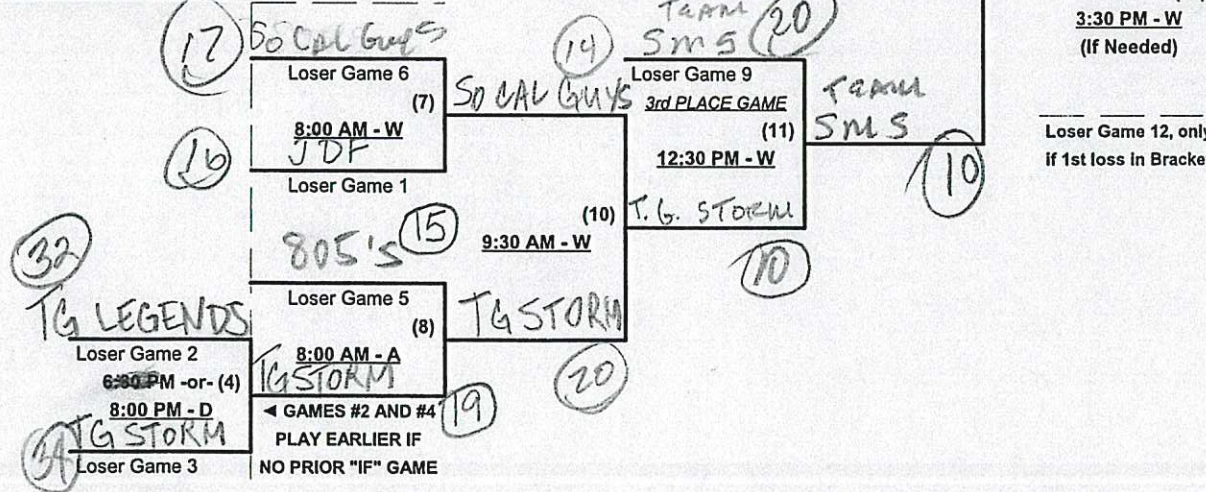 TEAM
17 SO CAL GUYS
14 SMS 20
3:30 PM - W
(If Needed)
Loser Game 6
(7)
SO CAL GUYS
Loser Game 9
3rd PLACE GAME
TEAM
8:00 AM - W
JDF
(11)
SMS
16
12:30 PM - W
10
Loser Game 12, only
if 1st loss in Bracke
Loser Game 1
805's 15
(10)
9:30 AM - W
T.G. STORM
10
32
TG LEGENDS
Loser Game 5
(8)
TG STORM
Loser Game 2
8:00 AM - A
TG STORM
20
PM -or- (4)
8:00 PM - D
TG STORM
◄ GAMES #2 AND #4
19
PLAY EARLIER IF
34
Loser Game 3
NO PRIOR "IF" GAME